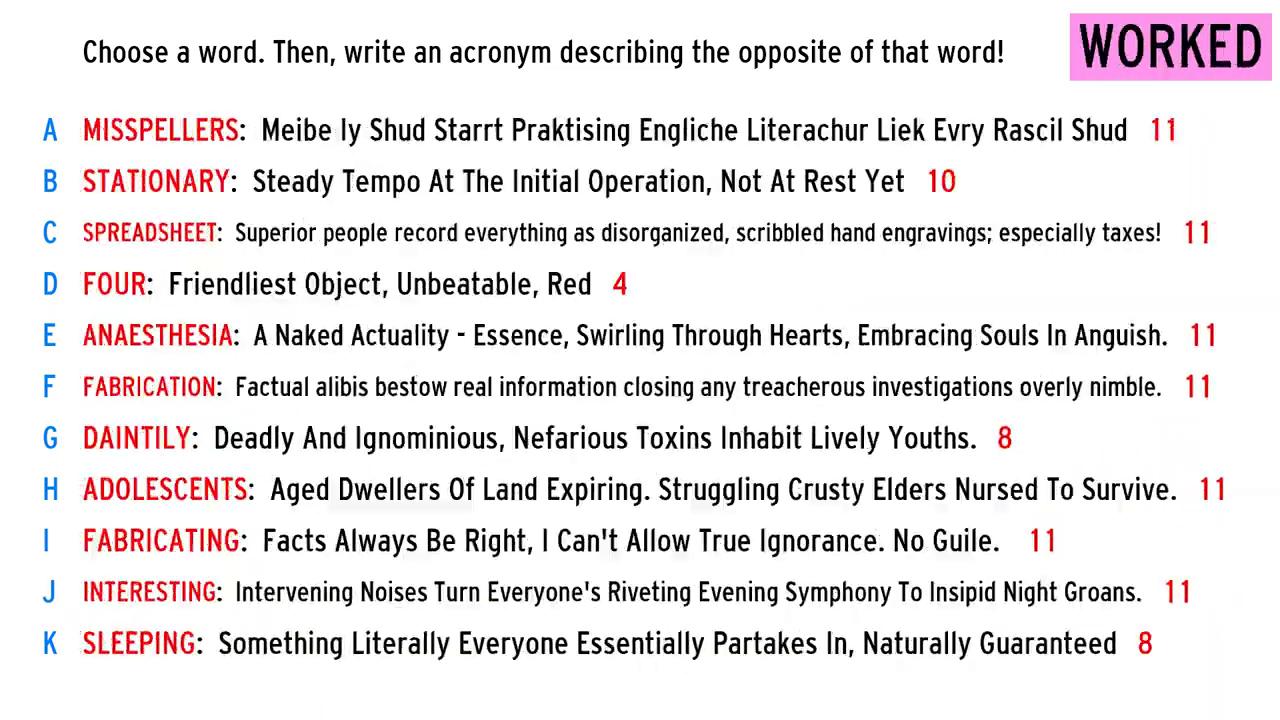 Choose a word. Then, write an acronym describing the opposite of that word!
WORKED
A MISSPELLERS: Meibe Iy Shud Starrt Praktising Engliche Literachur Liek Evry Rascil Shud 11
B STATIONARY: Steady Tempo At The Initial Operation, Not At Rest Yet 10
C SPREADSHEET: Superior people record everything as disorganized, scribbled hand engravings; especially taxes! 11
D FOUR: Friendliest Object, Unbeatable, Red 4
E ANAESTHESIA: A Naked Actuality - Essence, Swirling Through Hearts, Embracing Souls In Anguish. 11
F FABRICATION: Factual alibis bestow real information closing any treacherous investigations overly nimble. 11
G DAINTILY: Deadly And Ignominious, Nefarious Toxins Inhabit Lively Youths. 8
H ADOLESCENTS: Aged Dwellers Of Land Expiring. Struggling Crusty Elders Nursed To Survive. 11
I FABRICATING: Facts Always Be Right, I Can't Allow True Ignorance. No Guile. 11
J INTERESTING: Intervening Noises Turn Everyone's Riveting Evening Symphony To Insipid Night Groans. 11
K SLEEPING: Something Literally Everyone Essentially Partakes In, Naturally Guaranteed 8